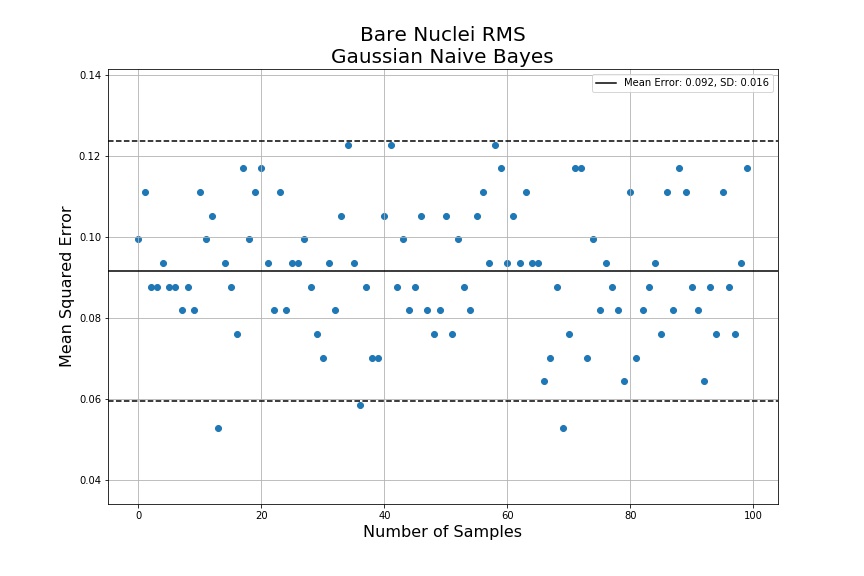 Bare Nuclei RMS
Gaussian Naive Bayes
Mean Error: 0.092, SD: 0.016
Mean Squared Error
0.14
0.12
0.10
0.08
0.06
0.04
0
20
40
60
80
100
Number of Samples